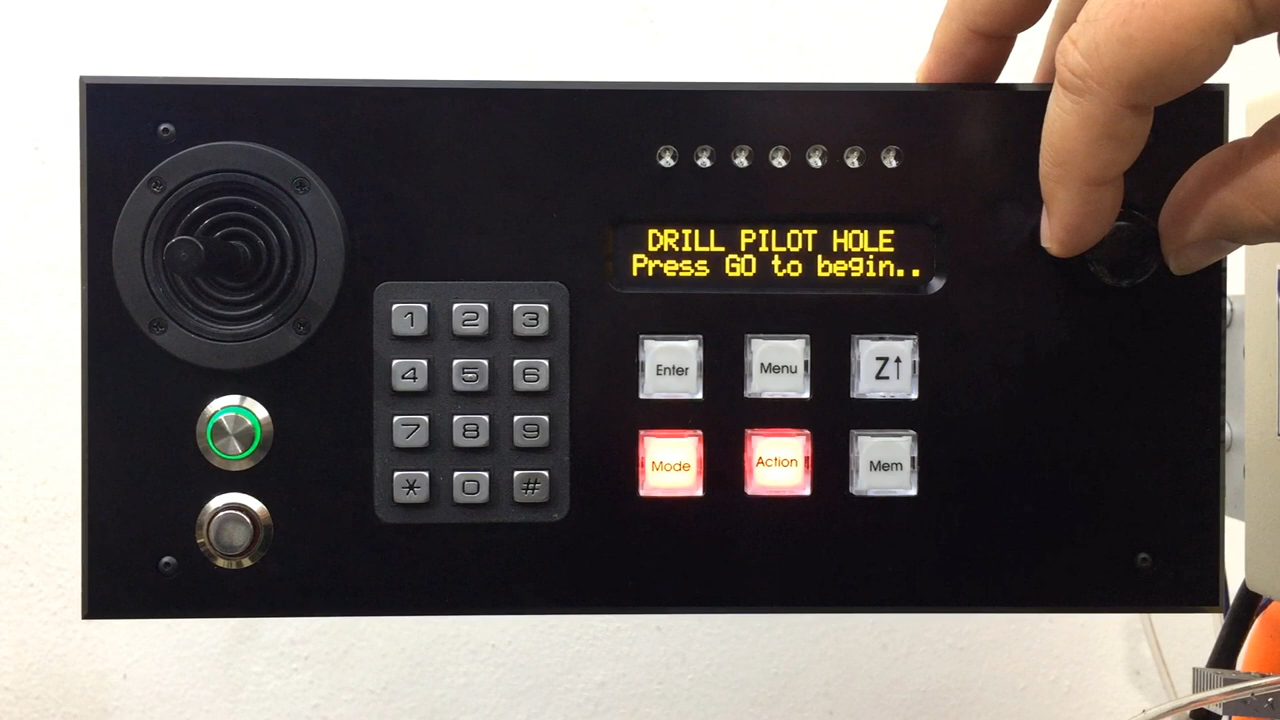 DRILL PILOT HOLE
Press GO to begin..
1 2 3
4 5 6
7 8 9
* 0 #
Enter Menu Z↑
Mode Action Mem